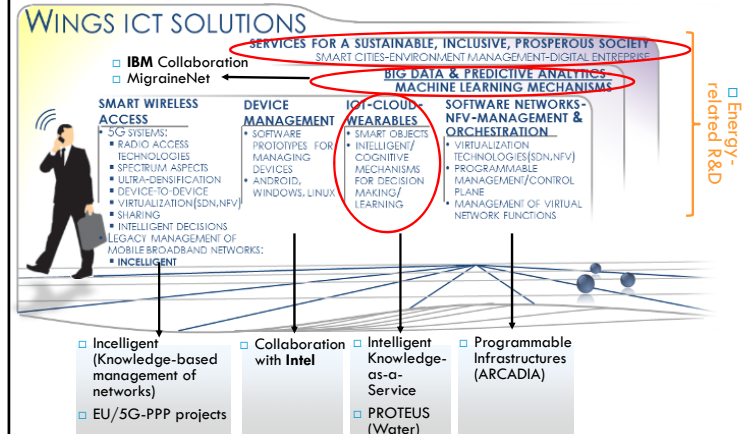 WINGS ICT SOLUTIONS
SERVICES FOR A SUSTAINABLE, INCLUSIVE, PROSPEROUS SOCIETY
SMART CITIES-ENVIRONMENT MANAGEMENT-DIGITAL ENTREPRISE
IBM Collaboration
MigraineNet
BIG DATA & PREDICTIVE ANALYTICS
MACHINE LEARNING MECHANISMS
SMART WIRELESS
ACCESS
5G SYSTEMS:
RADIO ACCESS
TECHNOLOGIES
SPECTRUM ASPECTS
ULTRA-DENSIFICATION
DEVICE-TO-DEVICE
VIRTUALIZATION(SDN,NFV)
SHARING
INTELLIGENT DECISIONS
LEGACY MANAGEMENT OF
MOBILE BROADBAND NETWORKS:
INCELLIGENT
DEVICE
MANAGEMENT
SOFTWARE
PROTOTYPES FOR
MANAGING
DEVICES
ANDROID,
WINDOWS, LINUX
IOT-CLOUD-
WEARABLES
SMART OBJECTS
INTELLIGENT/
COGNITIVE
MECHANISMS
FOR DECISION
MAKING/
LEARNING
SOFTWARE NETWORKS-
NFV-MANAGEMENT &
ORCHESTRATION
VIRTUALIZATION
TECHNOLOGIES(SDN,NFV)
PROGRAMMABLE
MANAGEMENT/CONTROL
PLANE
MANAGEMENT OF VIRTUAL
NETWORK FUNCTIONS
Energy-
related R&D
Incelligent
(Knowledge-based
management of
networks)
EU/5G-PPP projects
Collaboration
with Intel
Intelligent
Knowledge-
as-a-
Service
PROTEUS
(Water)
Programmable
Infrastructures
(ARCADIA)